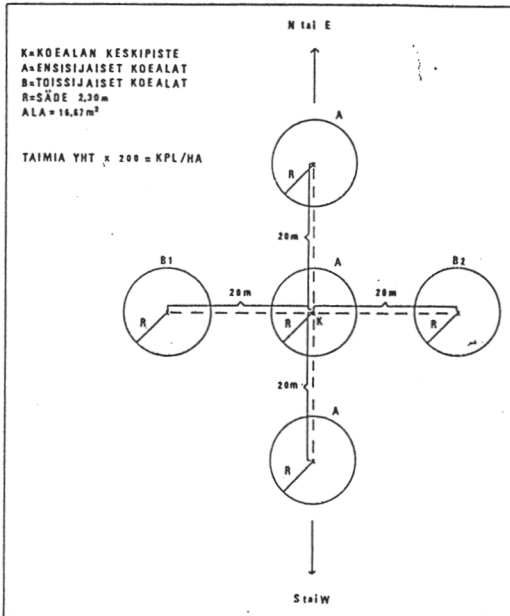 N tai E
K=KOEALAN KESKIPISTE
A=ENSISIJAISET KOEALAT
B=TOISSIJAISET KOEALAT
R=SÄDE 2,30m
ALA = 16,67m²
TAIMIA YHT x 200 = KPL/HA
A
R
20m
B1
A
B2
20m
20m
R
R
K
R
20m
A
R
S tai W